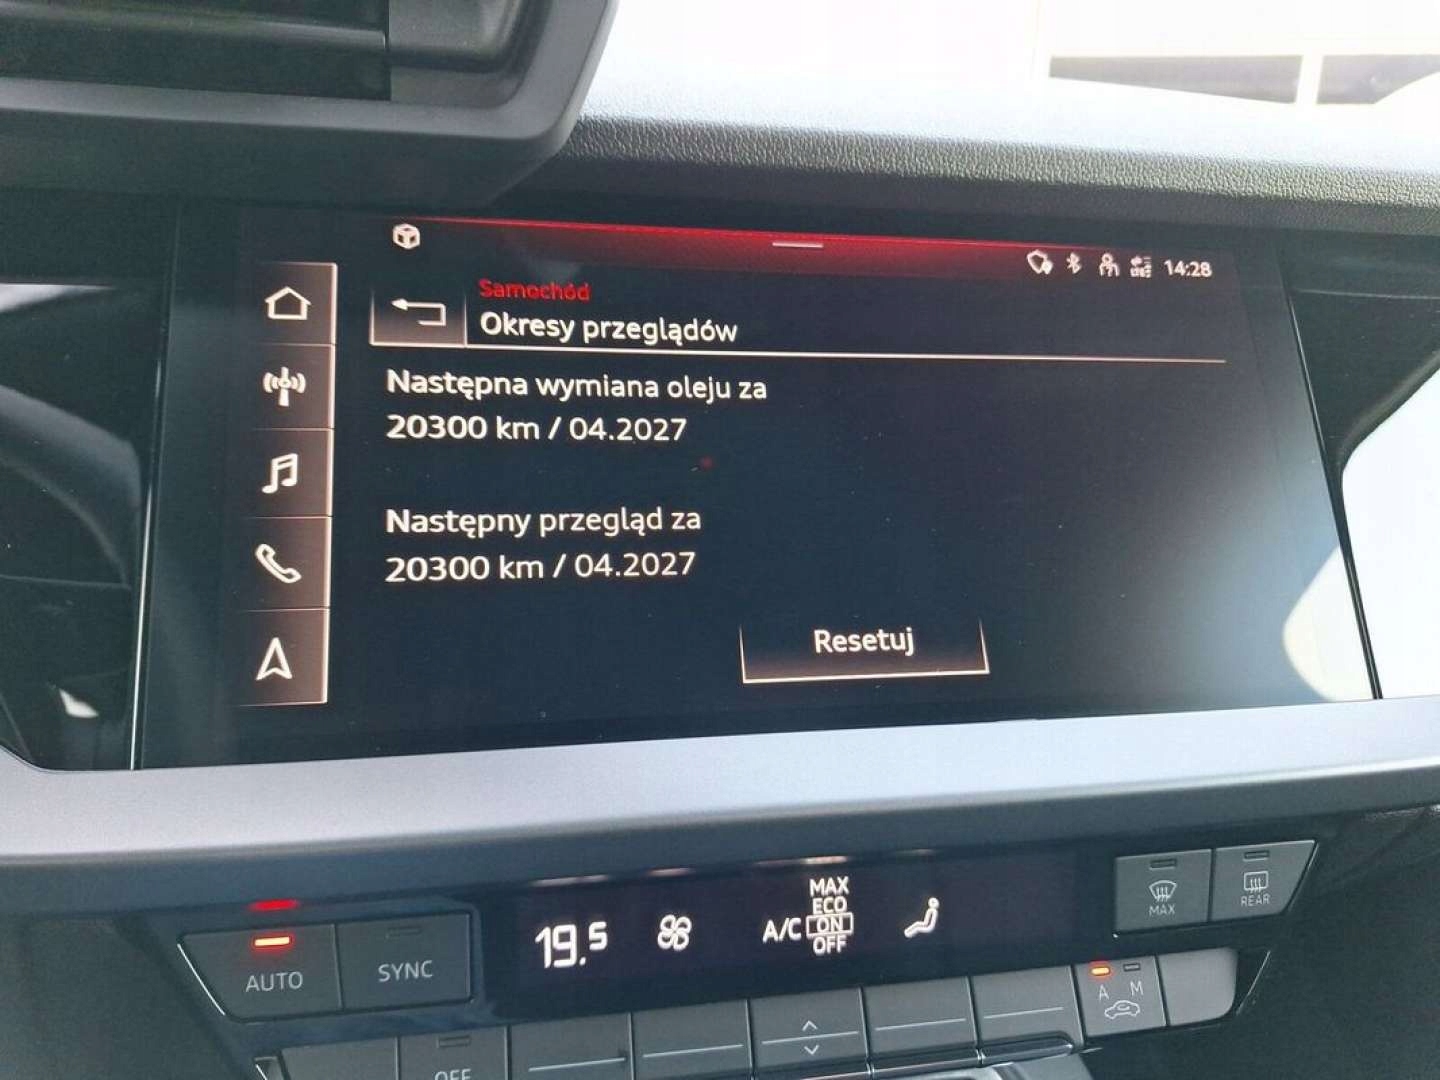 14:28
Samochód
Okresy przeglądów
Następna wymiana oleju za
20300 km / 04.2027
Następny przegląd za
20300 km / 04.2027
Resetuj
MAX
ECO
A/C ON
OFF
19.5
AUTO
SYNC
MAX
REAR
A M
OFF